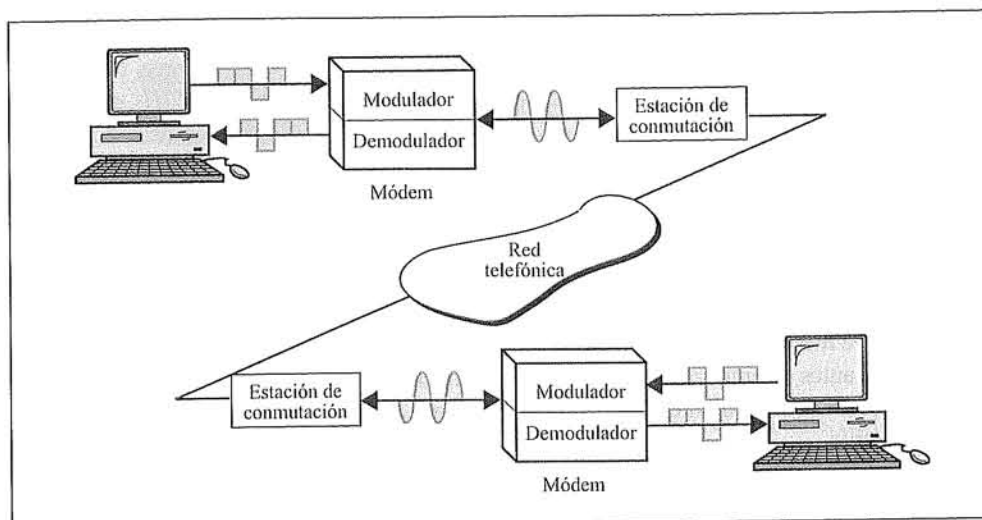 Modulador
Demodulador
Módem
Estación de
conmutación
Red
telefónica
Estación de
conmutación
Modulador
Demodulador
Módem